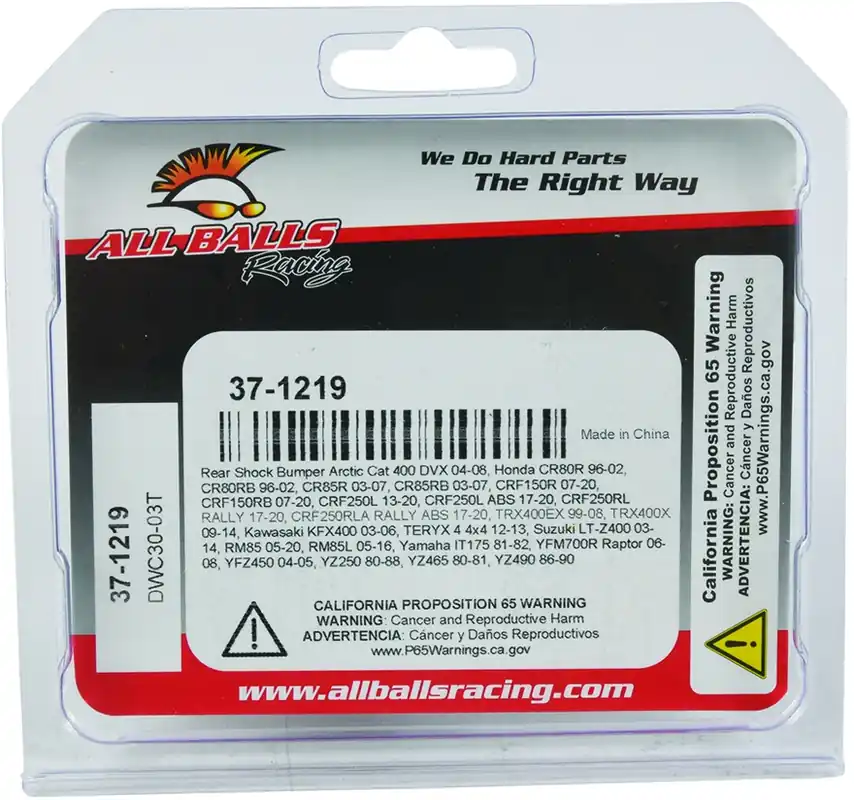 We Do Hard Parts
The Right Way
ALL BALLS
Racing
37-1219
Made in China
Rear Shock Bumper Arctic Cat 400 DVX 04-08, Honda CR80R 96-02,
CR80RB 96-02, CR85R 03-07, CR85RB 03-07, CRF150R 07-20,
CRF150RB 07-20, CRF250L 13-20, CRF250L ABS 17-20, CRF250RL
RALLY 17-20, CRF250RLA RALLY ABS 17-20, TRX400EX 99-08, TRX400X
09-14, Kawasaki KFX400 03-06, TERYX 4 4x4 12-13, Suzuki LT-Z400 03-
14, RM85 05-20, RM85L 05-16, Yamaha IT175 81-82, YFM700R Raptor 06-
08, YFZ450 04-05, YZ250 80-88, YZ465 80-81, YZ490 86-90
CALIFORNIA PROPOSITION 65 WARNING
WARNING: Cancer and Reproductive Harm
ADVERTENCIA: Cáncer y Daños Reproductivos
www.P65Warnings.ca.gov
37-1219
DWC30-03T
California Proposition 65 Warning
WARNING: Cancer and Reproductive Harm
ADVERTENCIA: Cáncer y Daños Reproductivos
www.P65Warnings.ca.gov
www.allballsracing.com